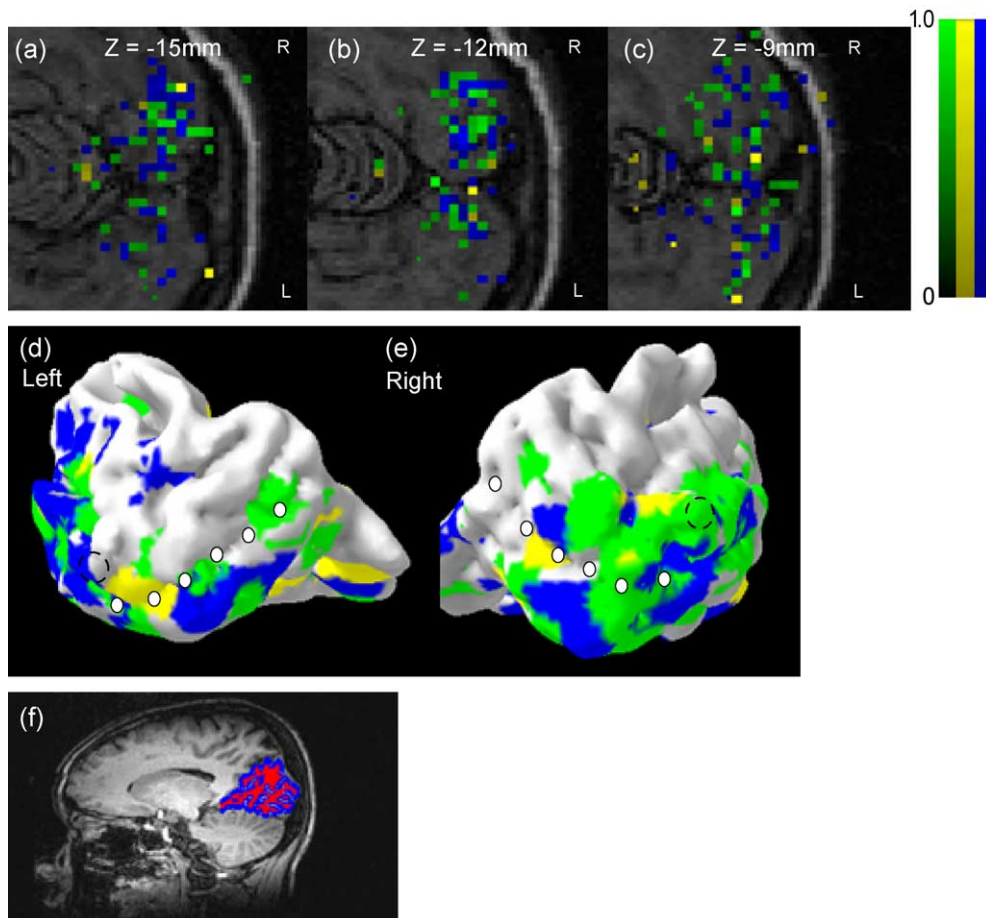 (a) Z = -15mm R
L
(b) Z = -12mm R
L
(c) Z = -9mm R
L
1.0
0
(d)
Left
(e)
Right
(f)